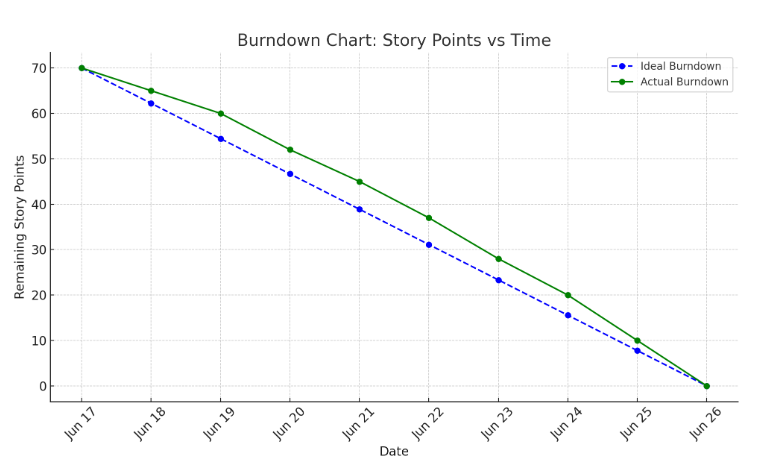 Burndown Chart: Story Points vs Time
Ideal Burndown
Actual Burndown
Remaining Story Points
70
60
50
40
30
20
10
0
Jun 17
Jun 18
Jun 19
Jun 20
Jun 21
Jun 22
Jun 23
Jun 24
Jun 25
Jun 26
Date